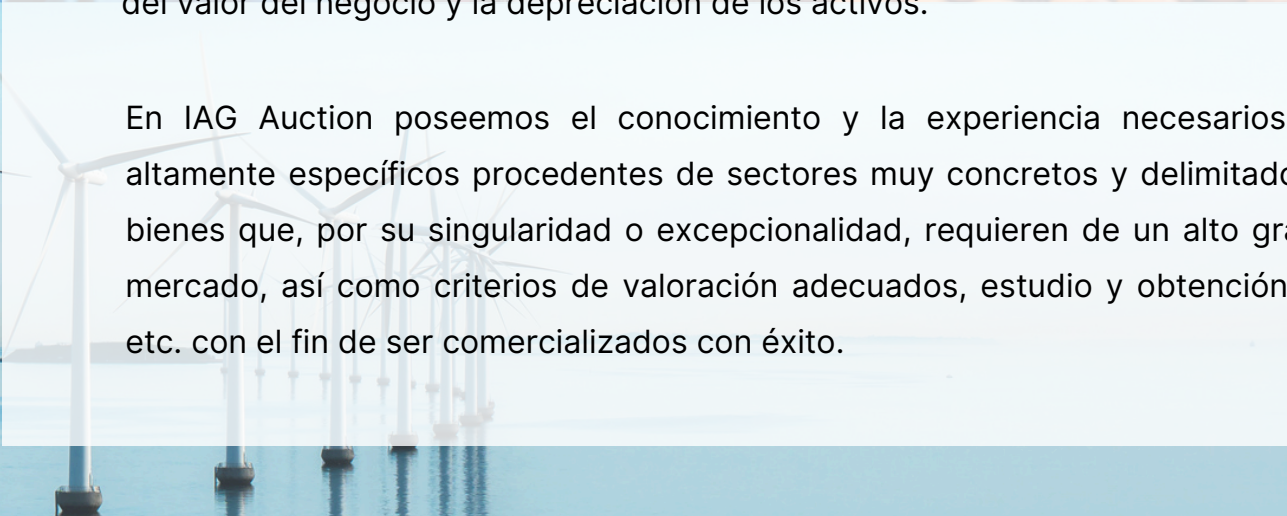 del valor del negocio y la depreciación de los activos.
En IAG Auction poseemos el conocimiento y la experiencia necesarios
altamente específicos procedentes de sectores muy concretos y
bienes que, por su singularidad o excepcionalidad, requieren de un alto
mercado, así como criterios de valoración adecuados, estudio y obtención
etc. con el fin de ser comercializados con éxito.